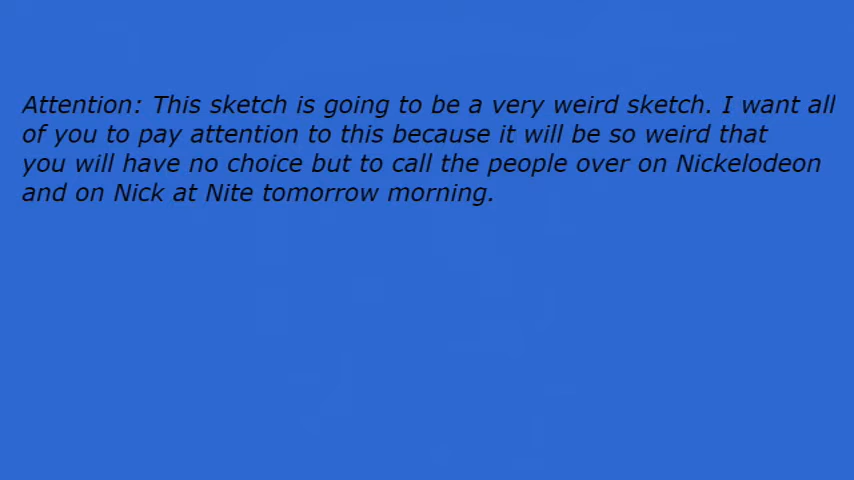 Attention: This sketch is going to be a very weird sketch. I want all
of you to pay attention to this because it will be so weird that
you will have no choice but to call the people over on Nickelodeon
and on Nick at Nite tomorrow morning.